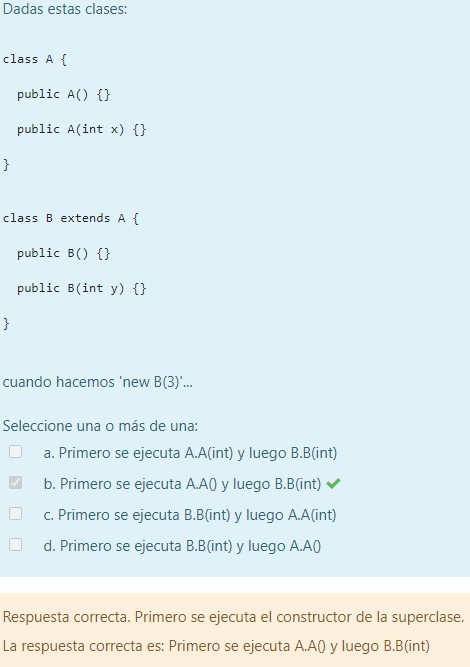 Dadas estas clases:
class A {
public A() {}
public A(int x) {}
}
class B extends A {
public B() {}
public B(int y) {}
}
cuando hacemos 'new B(3)'...
Seleccione una o más de una:
a. Primero se ejecuta A.A(int) y luego B.B(int)
b. Primero se ejecuta A.A() y luego B.B(int)
c. Primero se ejecuta B.B(int) y luego A.A(int)
d. Primero se ejecuta B.B(int) y luego A.A()
Respuesta correcta. Primero se ejecuta el constructor de la superclase.
La respuesta correcta es: Primero se ejecuta A.A() y luego B.B(int)